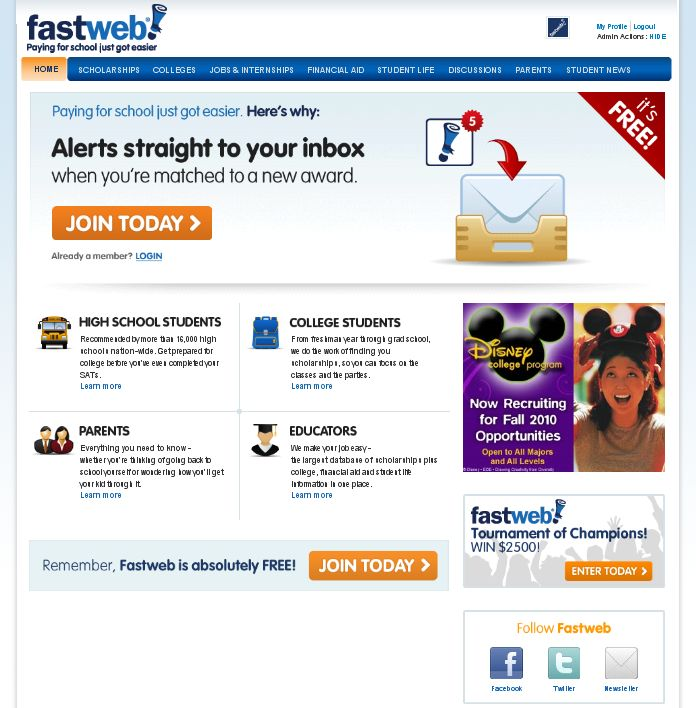 fastweb!
Paying for school just got easier
My Profile | Logout
Admin Actions: HIDE
HOME SCHOLARSHIPS COLLEGES JOBS & INTERNSHIPS FINANCIAL AID STUDENT LIFE DISCUSSIONS PARENTS STUDENT NEWS
Paying for school just got easier. Here's why:
Alerts straight to your inbox
when you're matched to a new award.
JOIN TODAY
Already a member? LOGIN
5
it's
FREE!
HIGH SCHOOL STUDENTS
Recommended by more than 16,000 high
schools nation-wide. Get prepared for
college before you've even completed your
SATs.
Learn more
COLLEGE STUDENTS
From freshman year through grad school,
we do the work of finding you
scholarships, so you can focus on the
classes and the parties.
Learn more
PARENTS
Everything you need to know -
whether you're thinking of going back to
school yourself or wondering how you'll get
your kid through it.
Learn more
EDUCATORS
We make your job easy -
the largest database of scholarships plus
college, financial aid and student life
information in one place.
Learn more
Remember, Fastweb is absolutely FREE!
JOIN TODAY
Disney
college program
Now Recruiting
for Fall 2010
Opportunities
Open to All Majors
and All Levels
© Disney - EOE - Drawing Creativity from Diversity
fastweb!
Tournament of Champions!
WIN $2500!
ENTER TODAY
Follow Fastweb
Facebook Twitter Newsletter